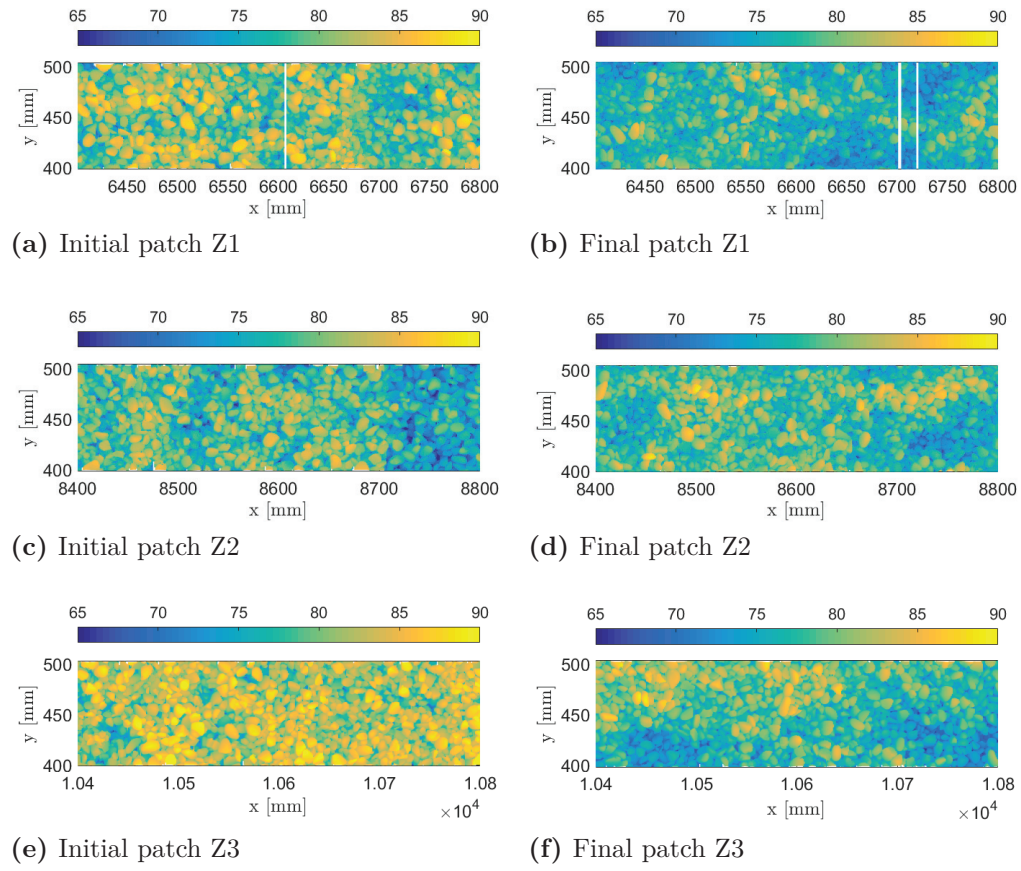 65 70 75 80 85 90
65 70 75 80 85 90
500
450
400
y [mm]
6450 6500 6550 6600 6650 6700 6750 6800
x [mm]
500
450
400
y [mm]
6450 6500 6550 6600 6650 6700 6750 6800
x [mm]
(a) Initial patch Z1
(b) Final patch Z1
65 70 75 80 85 90
65 70 75 80 85 90
500
450
400
y [mm]
8400 8500 8600 8700 8800
x [mm]
500
450
400
y [mm]
8400 8500 8600 8700 8800
x [mm]
(c) Initial patch Z2
(d) Final patch Z2
65 70 75 80 85 90
65 70 75 80 85 90
500
450
400
y [mm]
1.04 1.05 1.06 1.07 1.08
x [mm]
×10⁴
500
450
400
y [mm]
1.04 1.05 1.06 1.07 1.08
x [mm]
×10⁴
(e) Initial patch Z3
(f) Final patch Z3